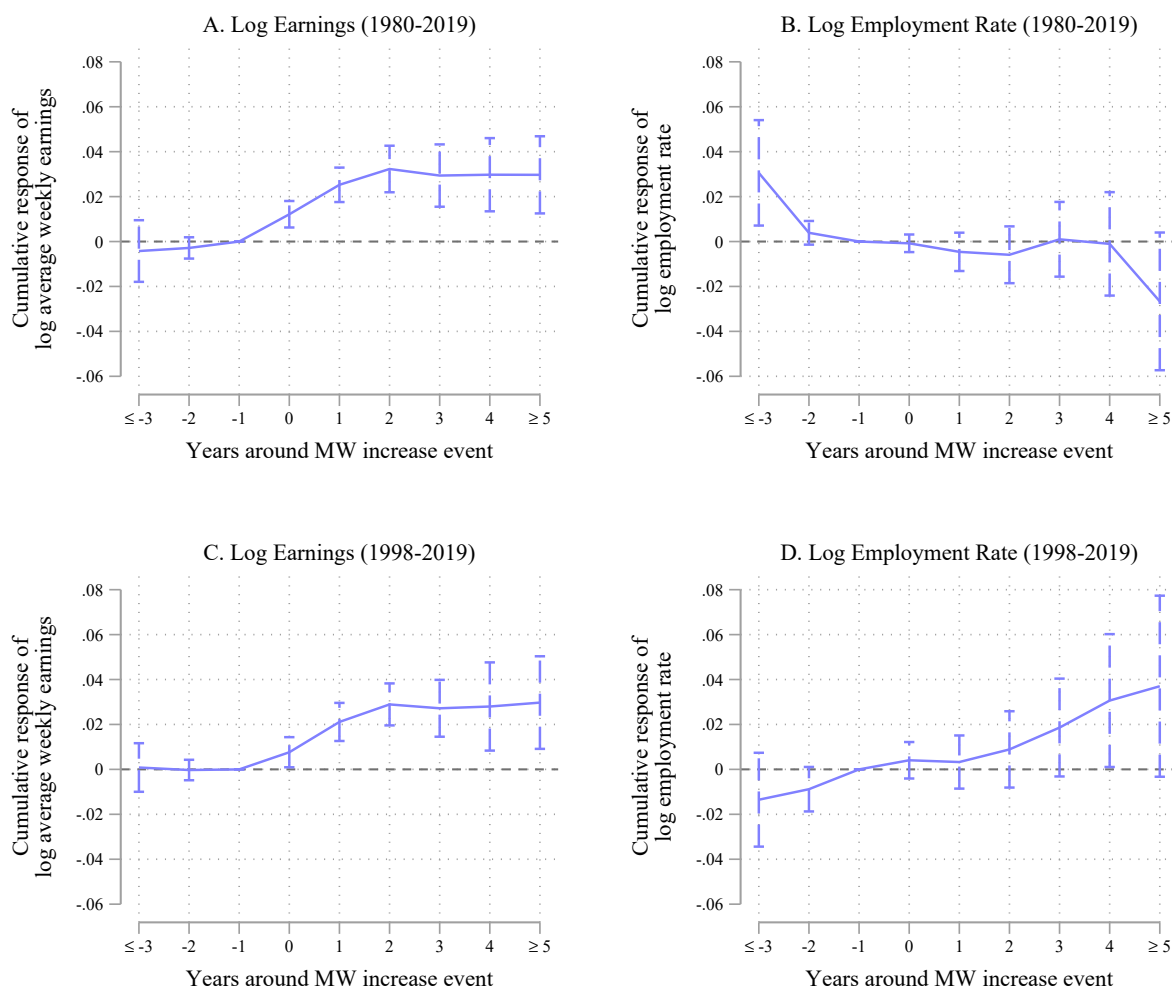 A. Log Earnings (1980-2019)
Cumulative response of
log average weekly earnings
.08
.06
.04
.02
0
-.02
-.04
-.06
≤ -3 -2 -1 0 1 2 3 4 ≥ 5
Years around MW increase event
B. Log Employment Rate (1980-2019)
Cumulative response of
log employment rate
.08
.06
.04
.02
0
-.02
-.04
-.06
≤ -3 -2 -1 0 1 2 3 4 ≥ 5
Years around MW increase event
C. Log Earnings (1998-2019)
Cumulative response of
log average weekly earnings
.08
.06
.04
.02
0
-.02
-.04
-.06
≤ -3 -2 -1 0 1 2 3 4 ≥ 5
Years around MW increase event
D. Log Employment Rate (1998-2019)
Cumulative response of
log employment rate
.08
.06
.04
.02
0
-.02
-.04
-.06
≤ -3 -2 -1 0 1 2 3 4 ≥ 5
Years around MW increase event